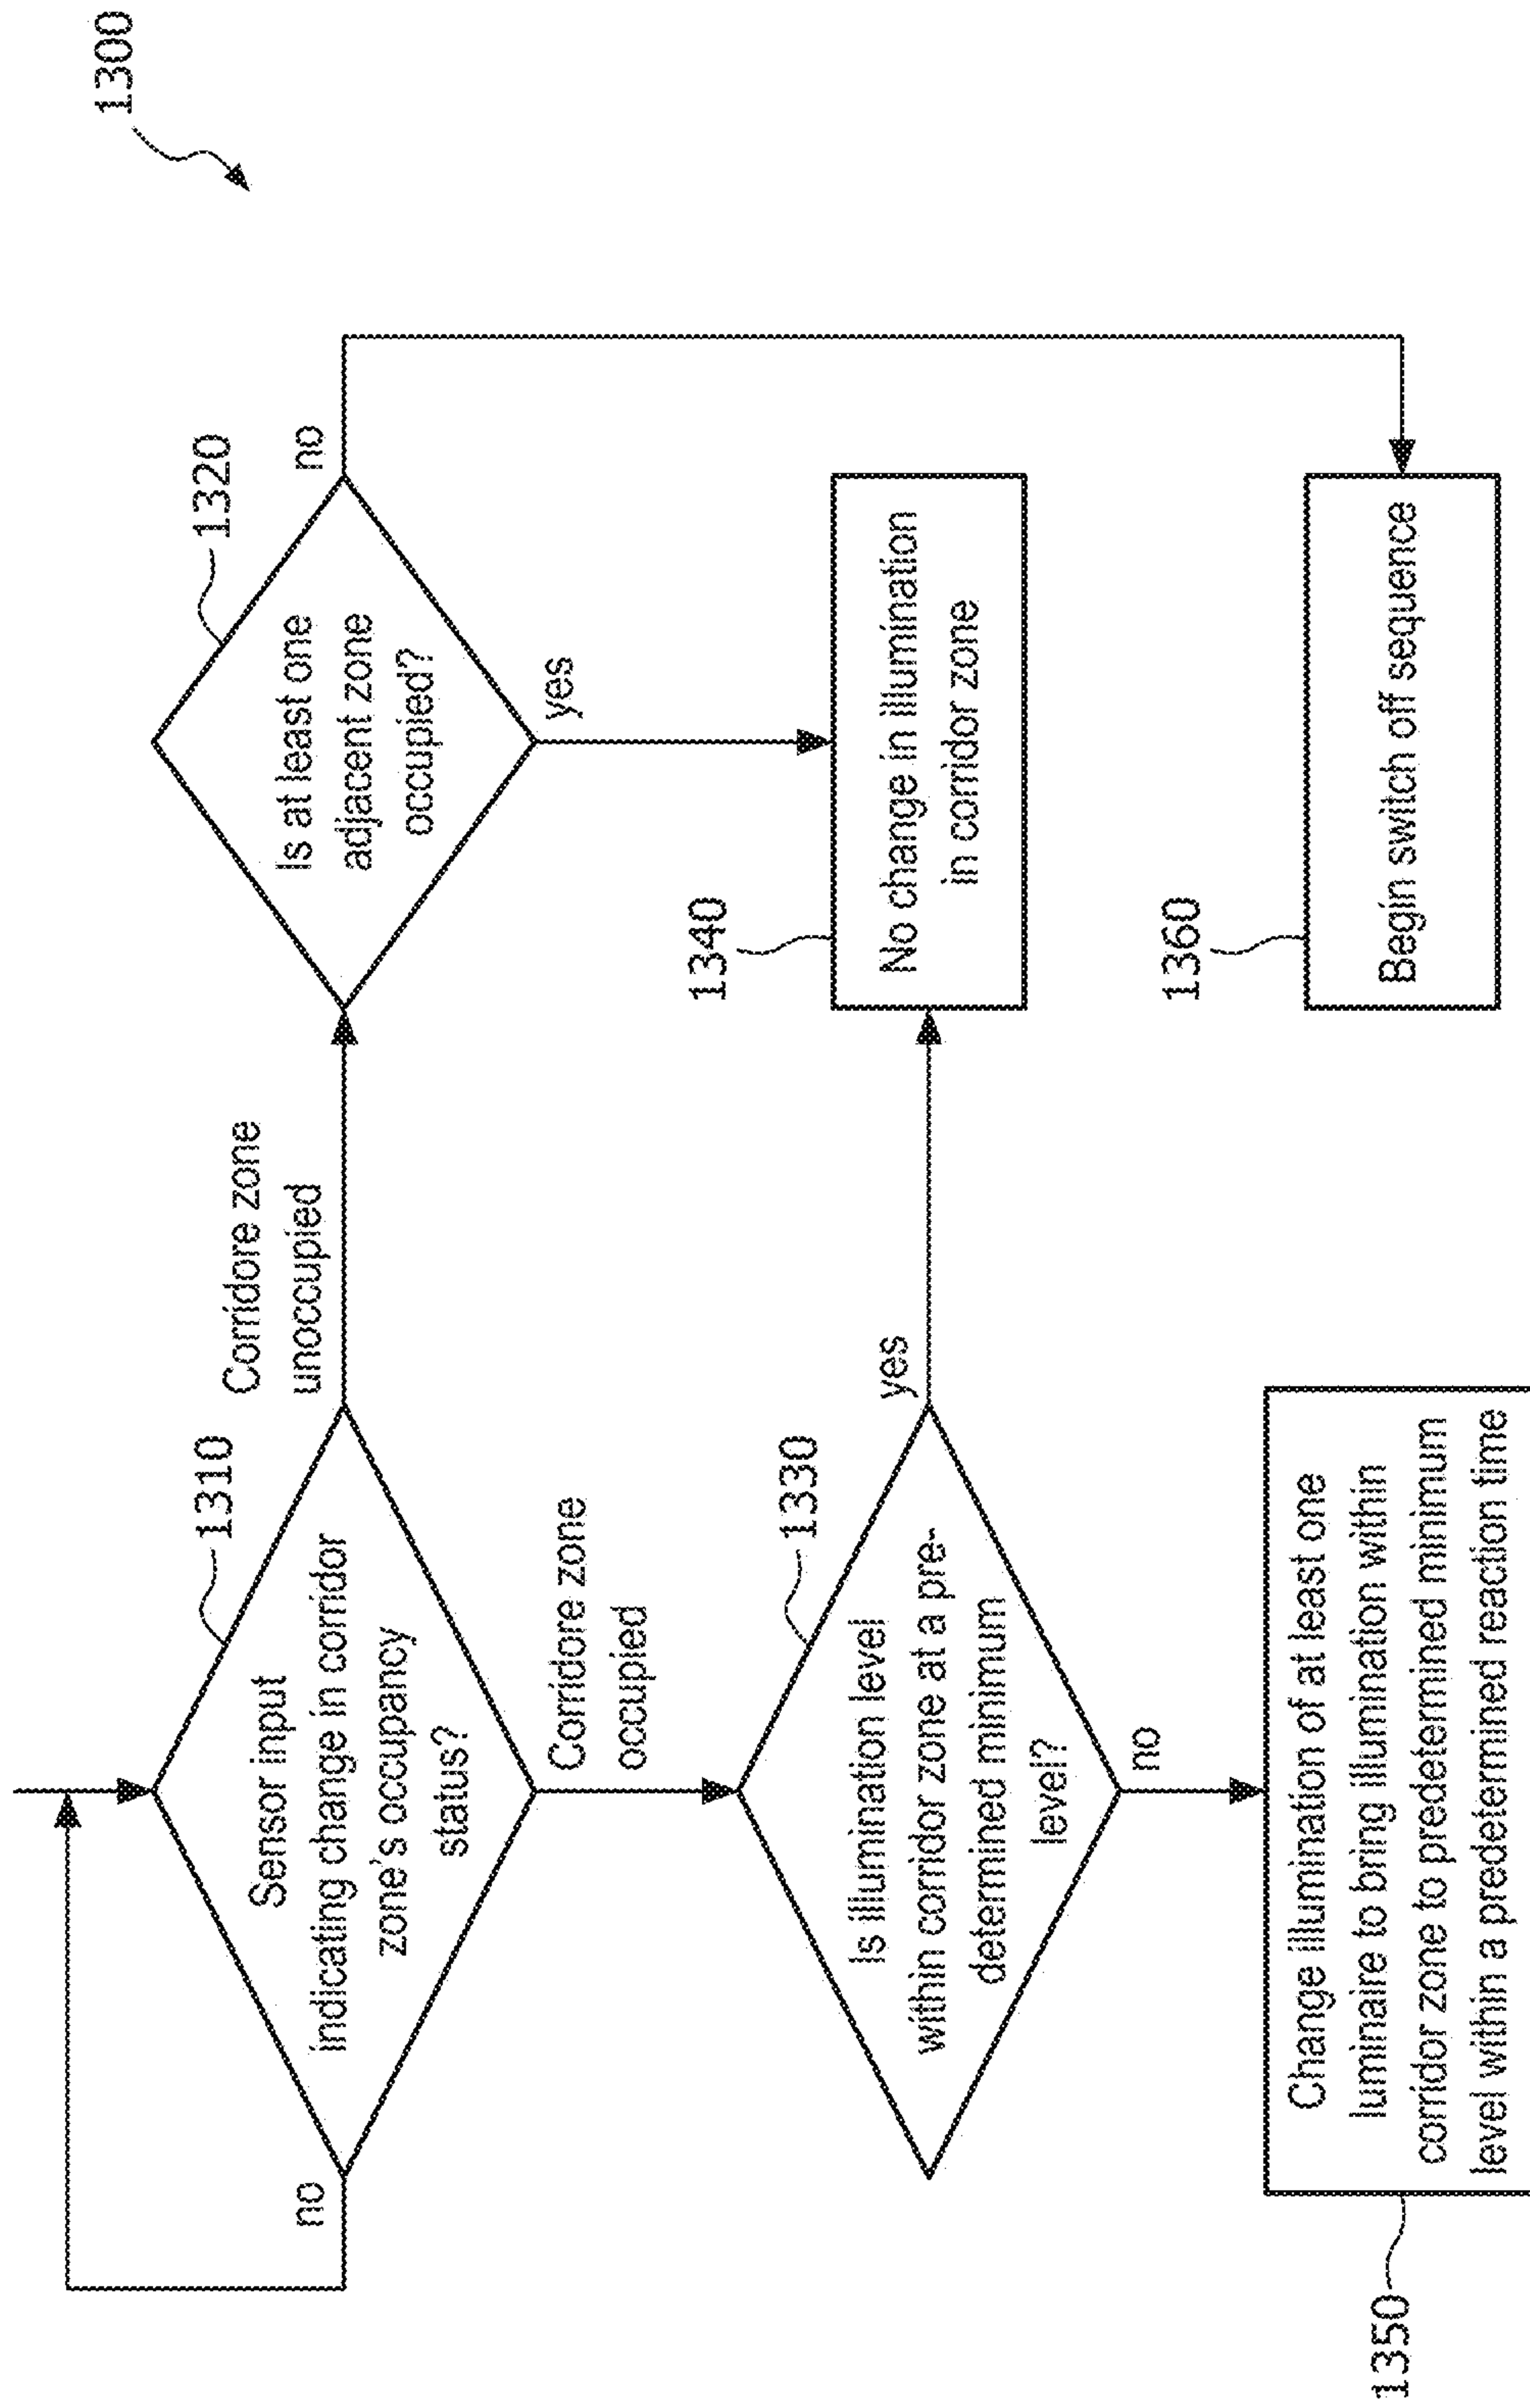 1300
1310
Sensor input
indicating change in corridor
zone's occupancy
status?
no
Corridore zone
unoccupied
1320
Is at least one
adjacent zone
occupied?
no
yes
Corridore zone
occupied
1330
Is illumination level
within corridor zone at a pre-
determined minimum
level?
yes
no
1340
No change in illumination
in corridor zone
1350
Change illumination of at least one
luminaire to bring illumination within
corridor zone to predetermined minimum
level within a predetermined reaction time
1360
Begin switch off sequence